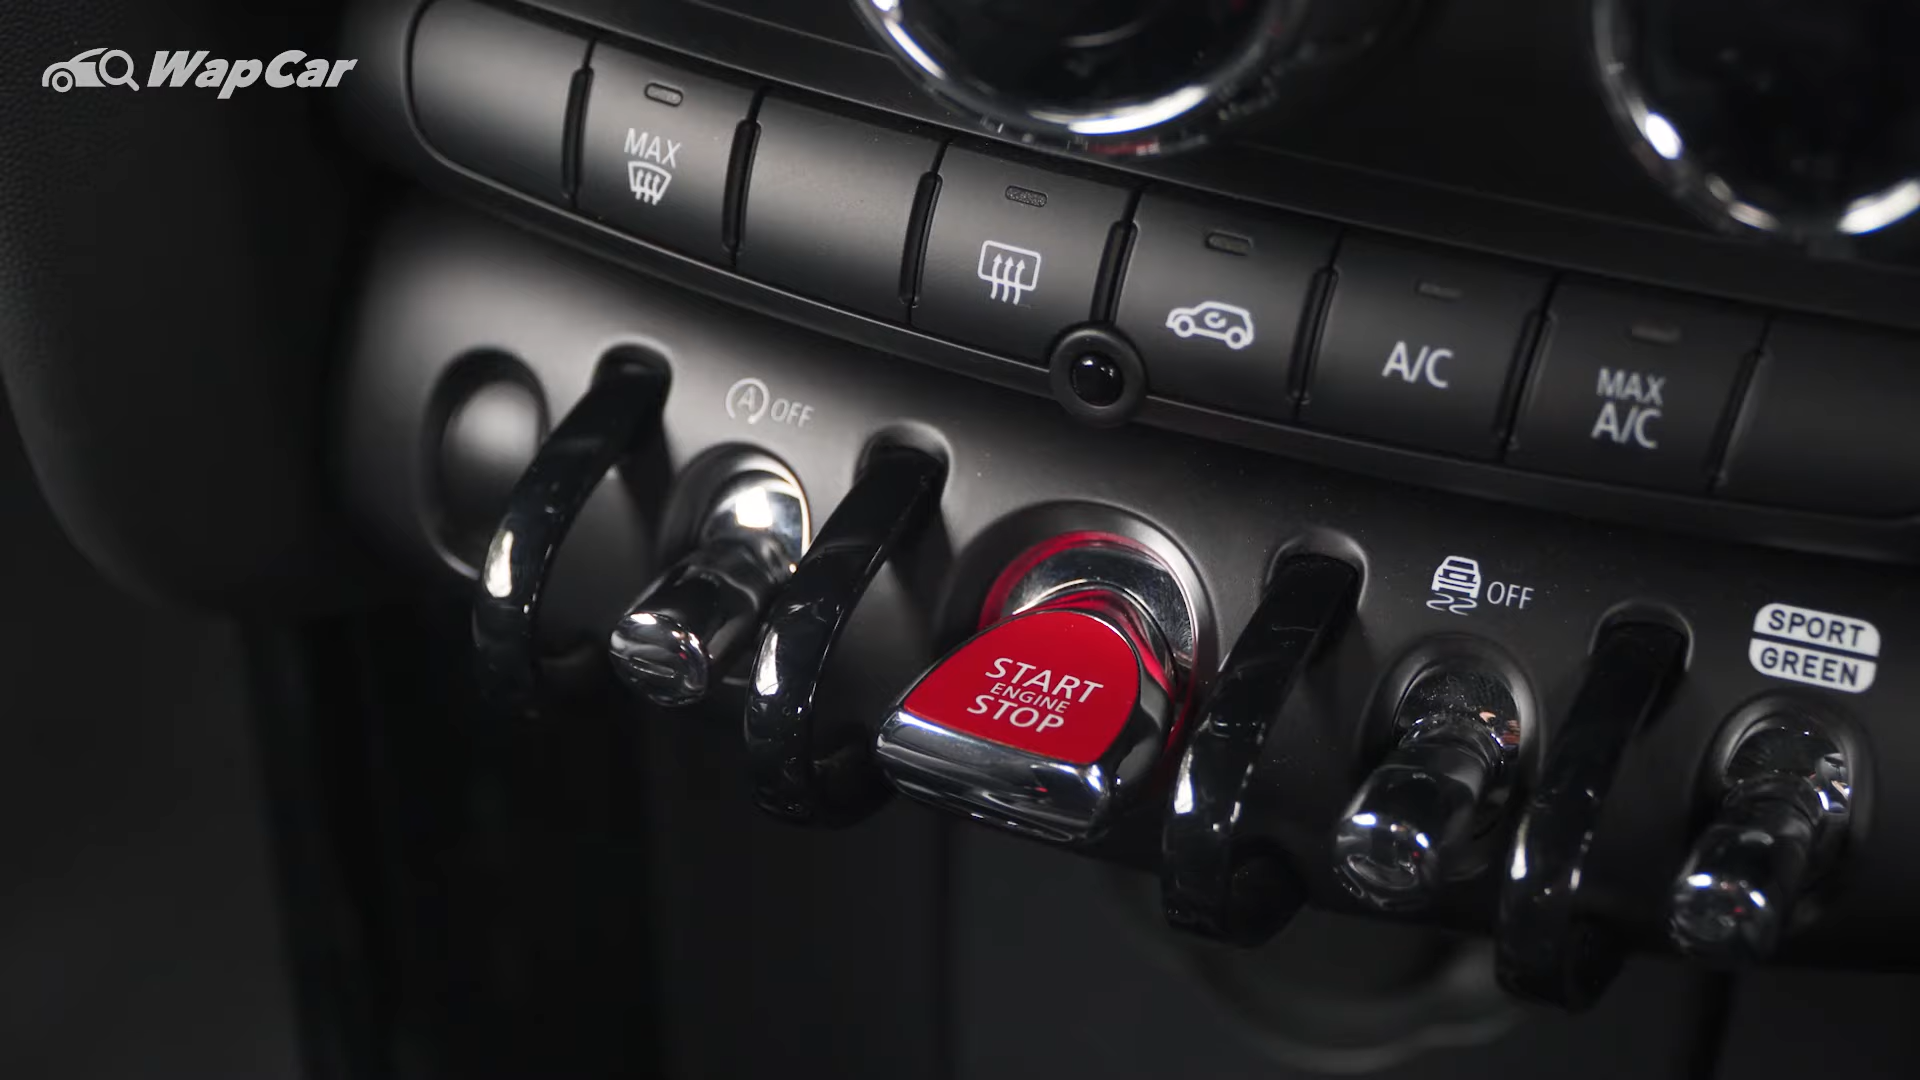 WapCar
MAX
A/C
MAX
A/C
A OFF
OFF
SPORT
GREEN
START
ENGINE
STOP